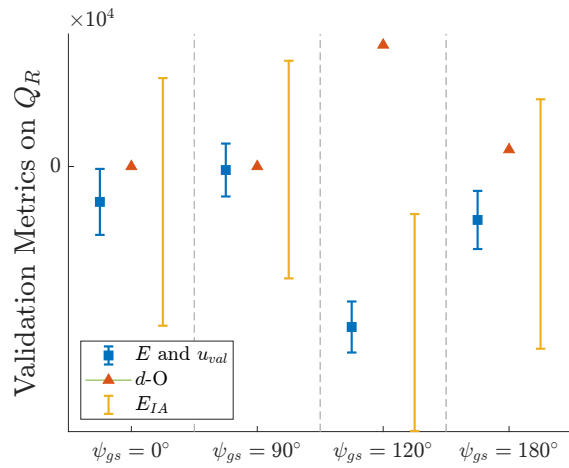 ×10⁴
Validation Metrics on Q_R
0
E and u_val
d-O
E_IA
ψ_gs = 0° ψ_gs = 90° ψ_gs = 120° ψ_gs = 180°